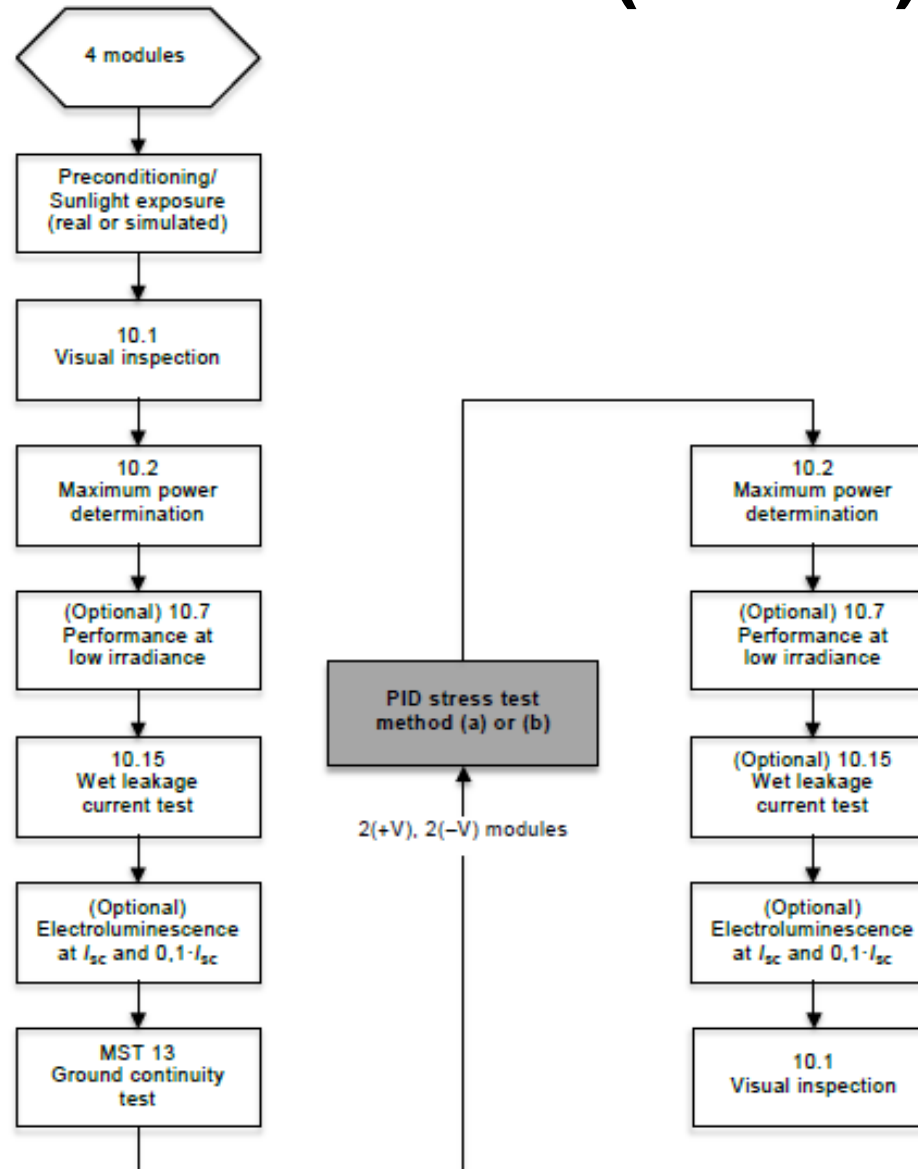 4 modules
Preconditioning/
Sunlight exposure
(real or simulated)
10.1
Visual inspection
10.2
Maximum power
determination
(Optional) 10.7
Performance at
low irradiance
10.15
Wet leakage
current test
(Optional)
Electroluminescence
at Isc and 0,1·Isc
MST 13
Ground continuity
test
PID stress test
method (a) or (b)
2(+V), 2(–V) modules
10.2
Maximum power
determination
(Optional) 10.7
Performance at
low irradiance
(Optional) 10.15
Wet leakage
current test
(Optional)
Electroluminescence
at Isc and 0,1·Isc
10.1
Visual inspection